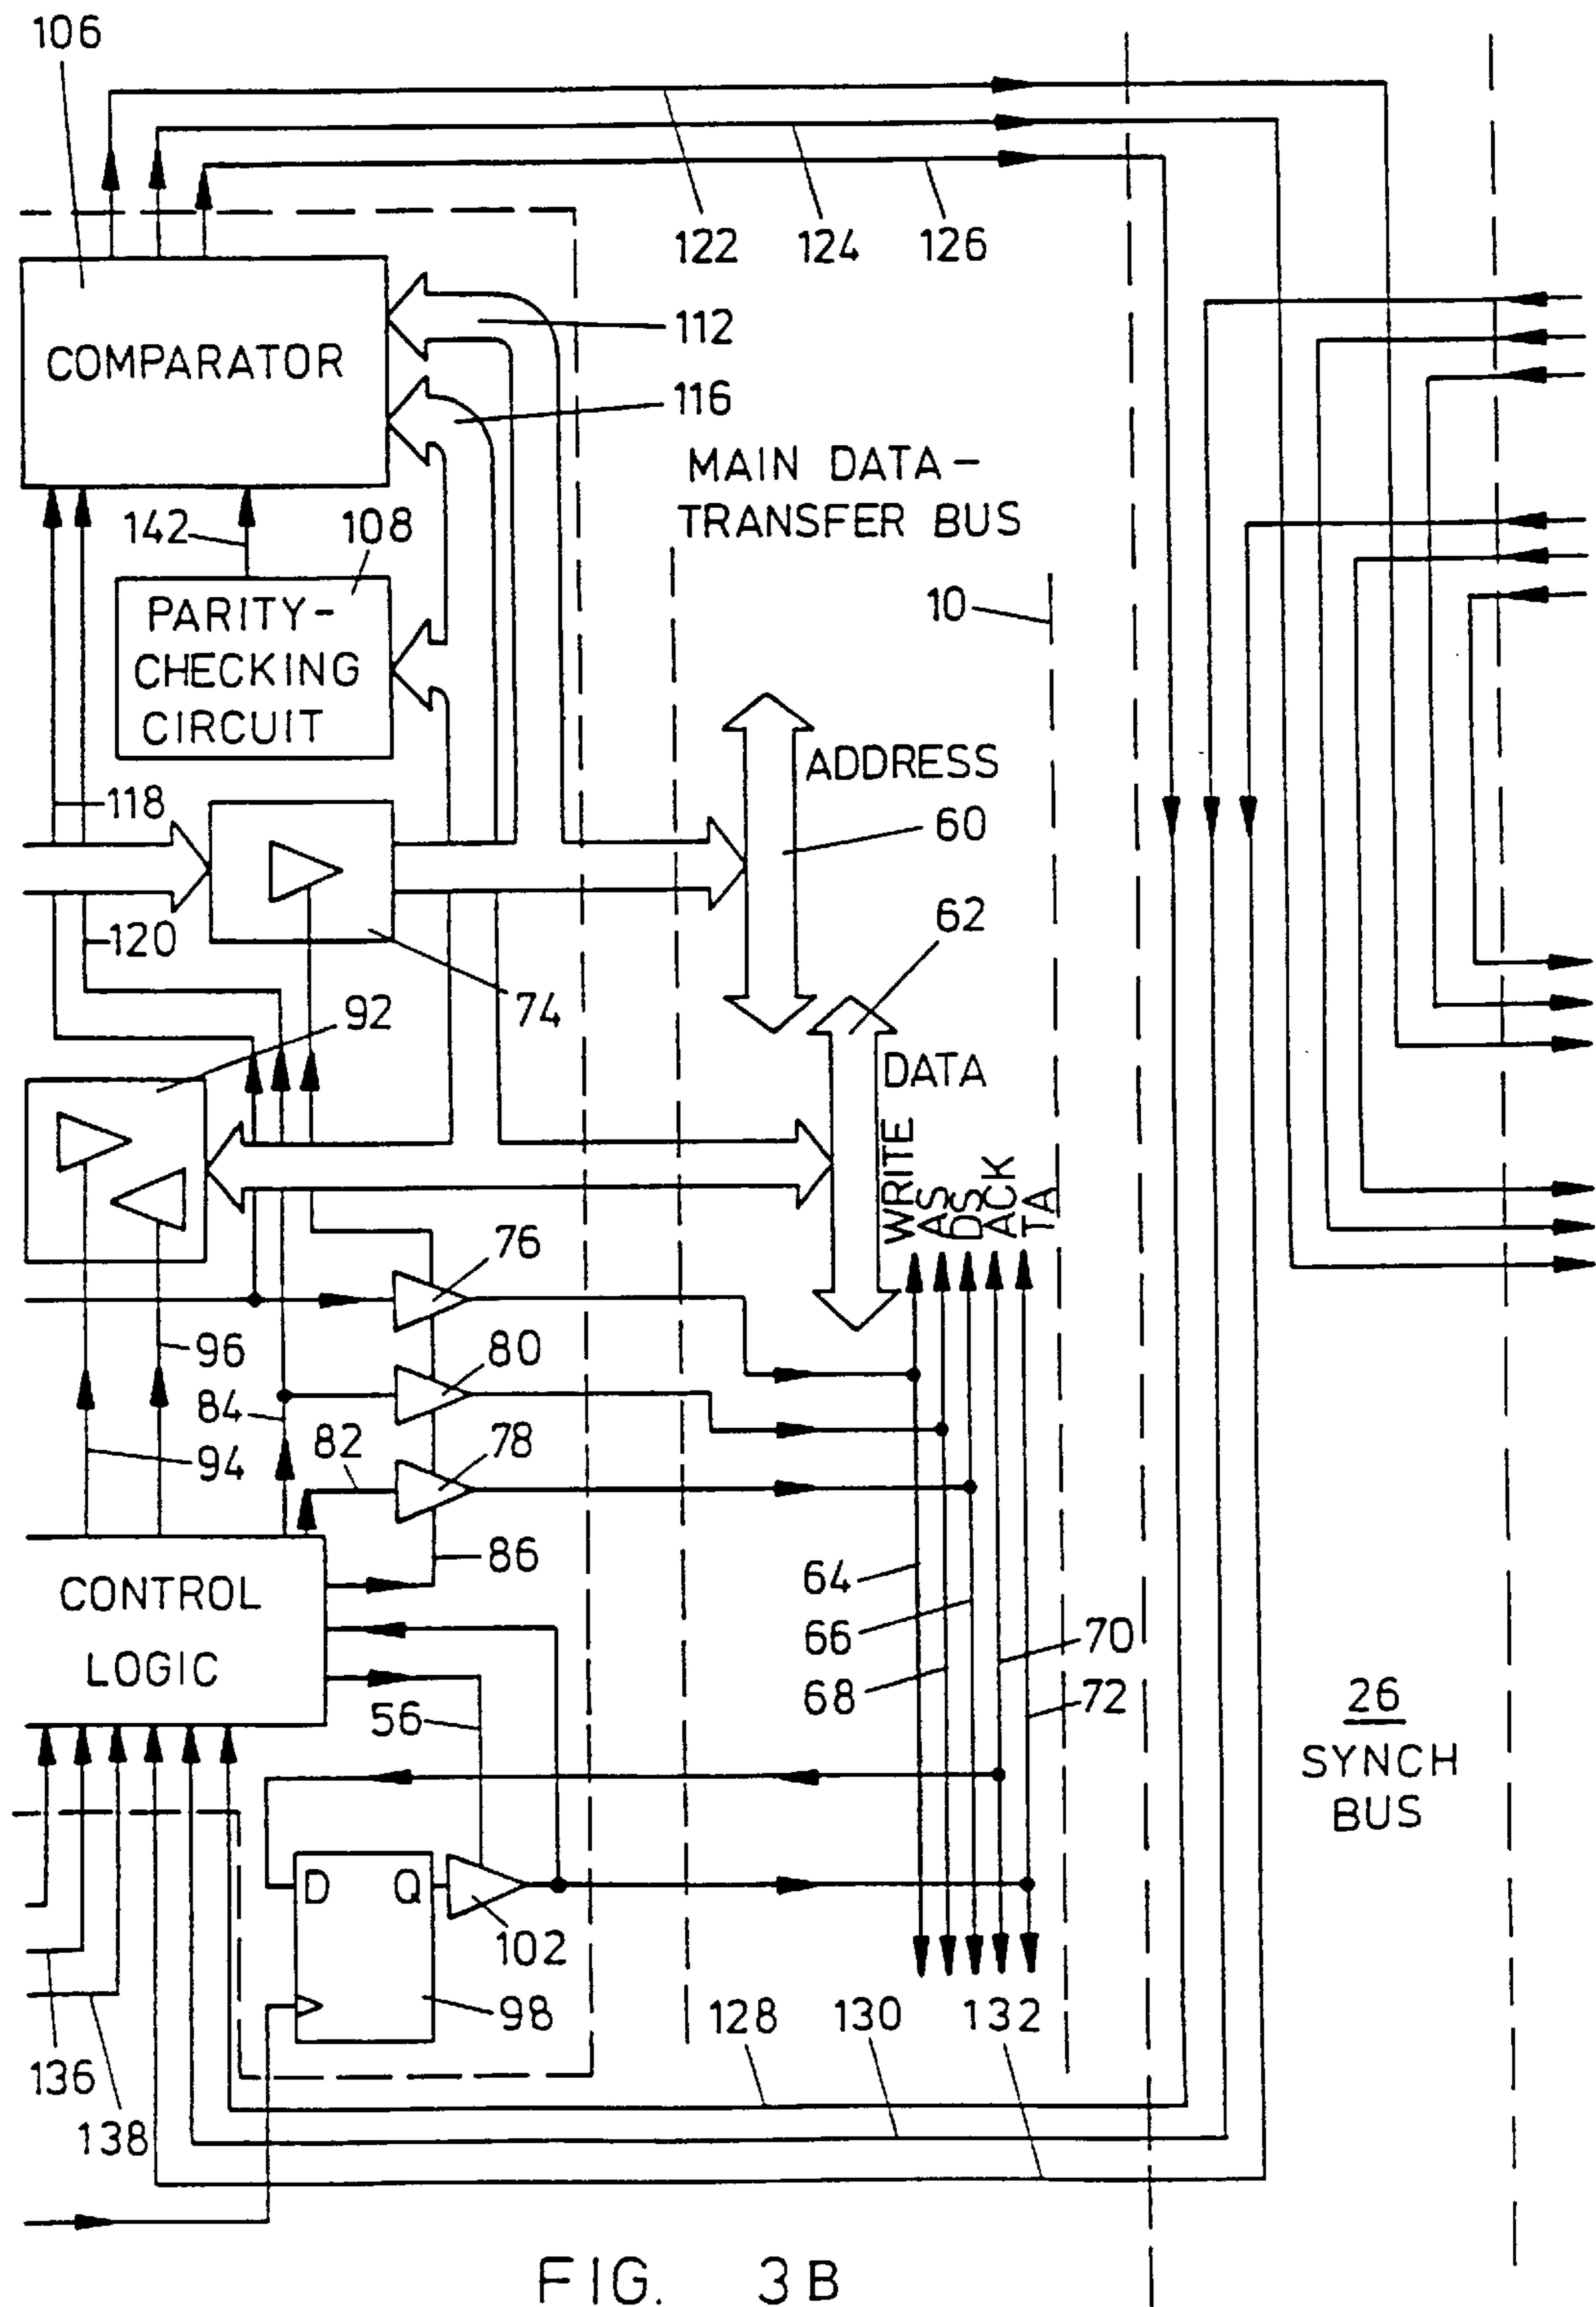 106
122
124
126
112
COMPARATOR
116
MAIN DATA-
TRANSFER BUS
142
108
10
PARITY-
CHECKING
CIRCUIT
ADDRESS
118
60
62
120
74
92
DATA
WRITE
AS
DS
ACK
TA
76
96
80
84
82
78
94
86
64
CONTROL
LOGIC
66
70
68
72
26
56
SYNCH
BUS
D
Q
102
98
128
130
132
136
138
FIG. 3B